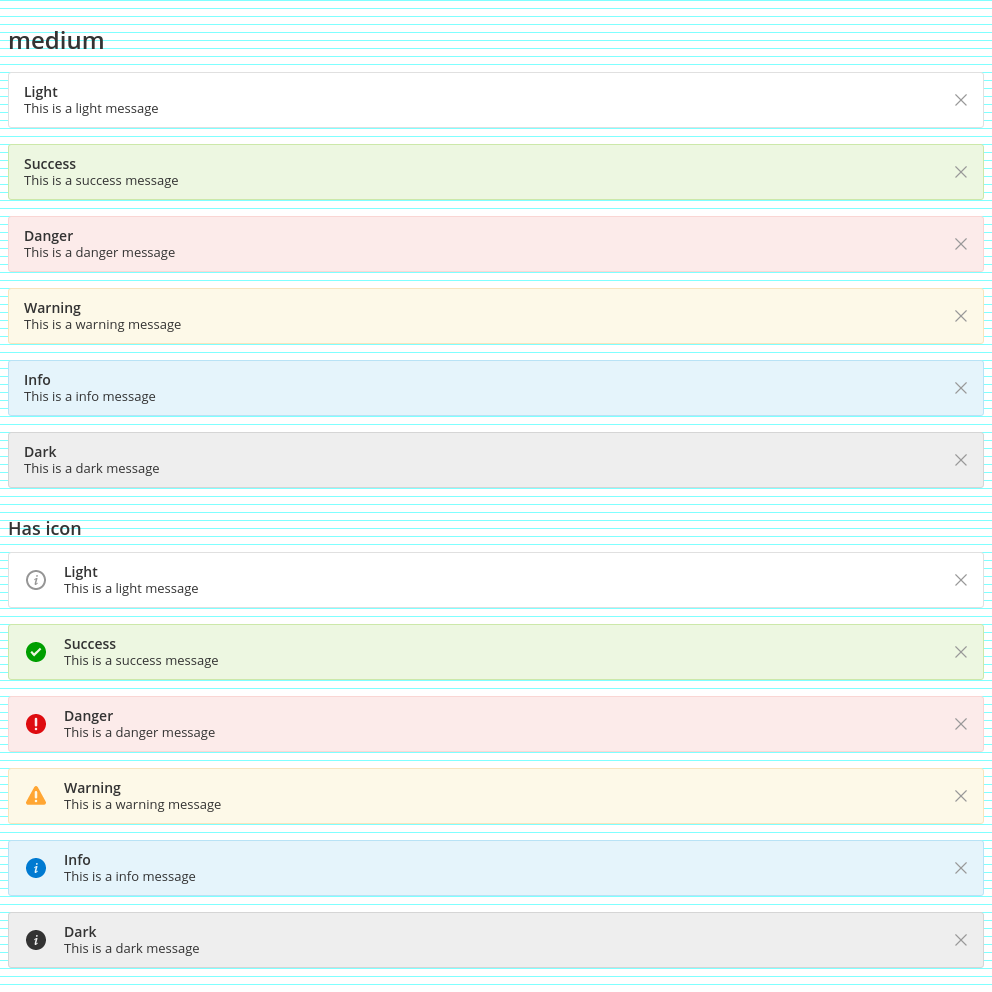 medium
Light
This is a light message
Success
This is a success message
Danger
This is a danger message
Warning
This is a warning message
Info
This is a info message
Dark
This is a dark message
Has icon
Light
This is a light message
Success
This is a success message
Danger
This is a danger message
Warning
This is a warning message
Info
This is a info message
Dark
This is a dark message